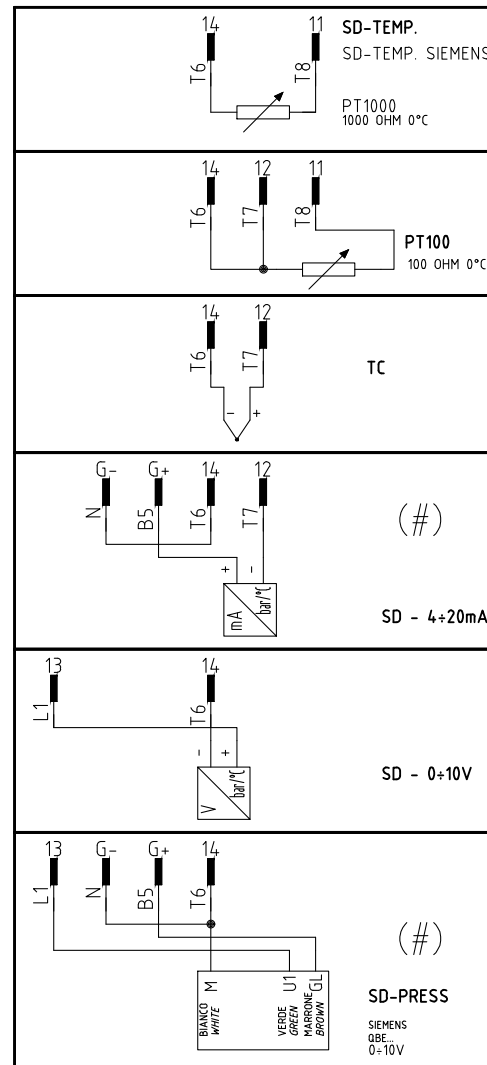 14 11 SD-TEMP.
SD-TEMP. SIEMENS
T6 T8
PT1000
1000 OHM 0°C
14 12 11
T6 T7 T8
PT100
100 OHM 0°C
14 12
T6 T7
TC
- +
G- G+ 14 12
N B5 T6 T7
(#)
+ -
mA bar/°C
SD - 4÷20mA
13 14
L1 T6
- +
V bar/°C
SD - 0÷10V
13 G- G+ 14
L1 N B5 T6
(#)
M U1 GL
BIANCO VERDE MARRONE
WHITE GREEN BROWN
SD-PRESS
SIEMENS
QBE...
0÷10V